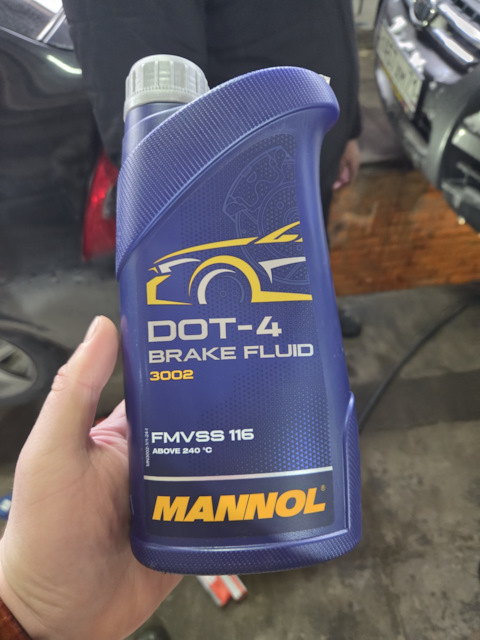 DOT-4
BRAKE FLUID
3002
FMVSS 116
ABOVE 240 °C
MANNOL®